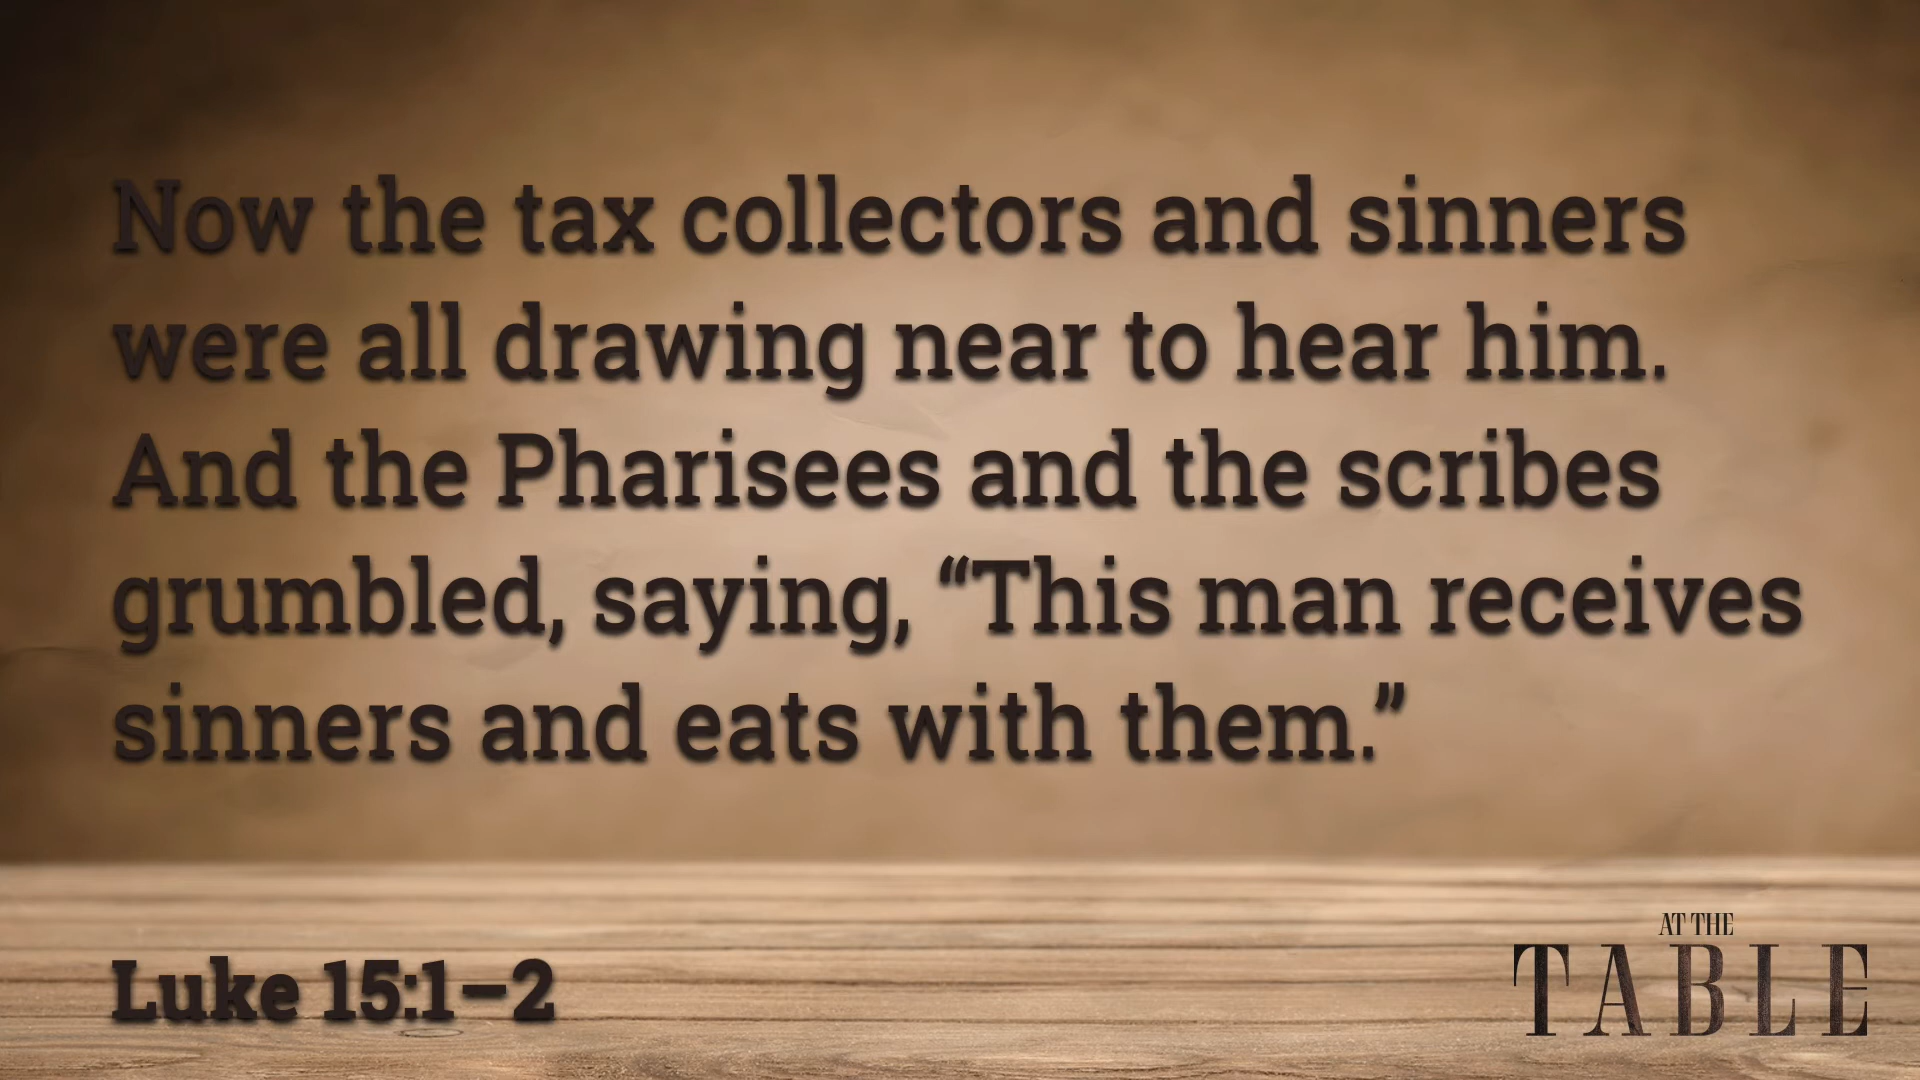 Now the tax collectors and sinners
were all drawing near to hear him.
And the Pharisees and the scribes
grumbled, saying, “This man receives
sinners and eats with them.”
Luke 15:1–2
AT THE
TABLE